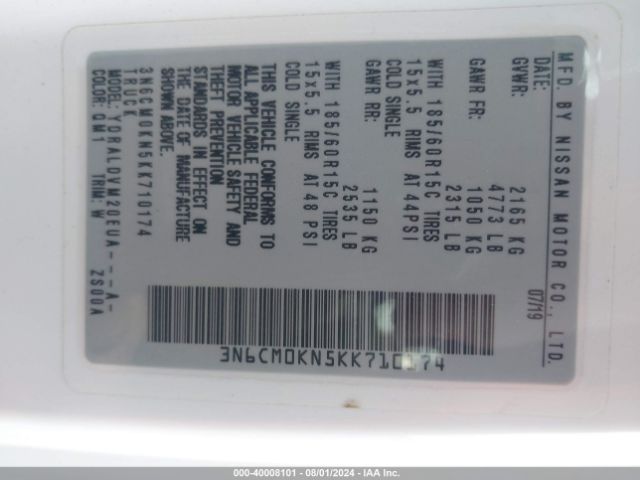 MFD. BY NISSAN MOTOR CO., LTD.
DATE: 07/19
GVWR: 2165 KG
4773 LB
GAWR FR: 1050 KG
2315 LB
WITH 185/60R15C TIRES
15x5.5 RIMS AT 44PSI
COLD SINGLE
GAWR RR: 1150 KG
2535 LB
WITH 185/60R15C TIRES
15x5.5 RIMS AT 48 PSI
COLD SINGLE
THIS VEHICLE CONFORMS TO
ALL APPLICABLE FEDERAL
MOTOR VEHICLE SAFETY AND
THEFT PREVENTION
STANDARDS IN EFFECT ON
THE DATE OF MANUFACTURE
SHOWN ABOVE.
3N6CM0KN5KK710174
TRUCK
YDRALDVM20EUA---A-
COLOR: QM1 TRIM: W ZS00A
3N6CM0KN5KK710174
000-40008101 - 08/01/2024 - IAAI.COM